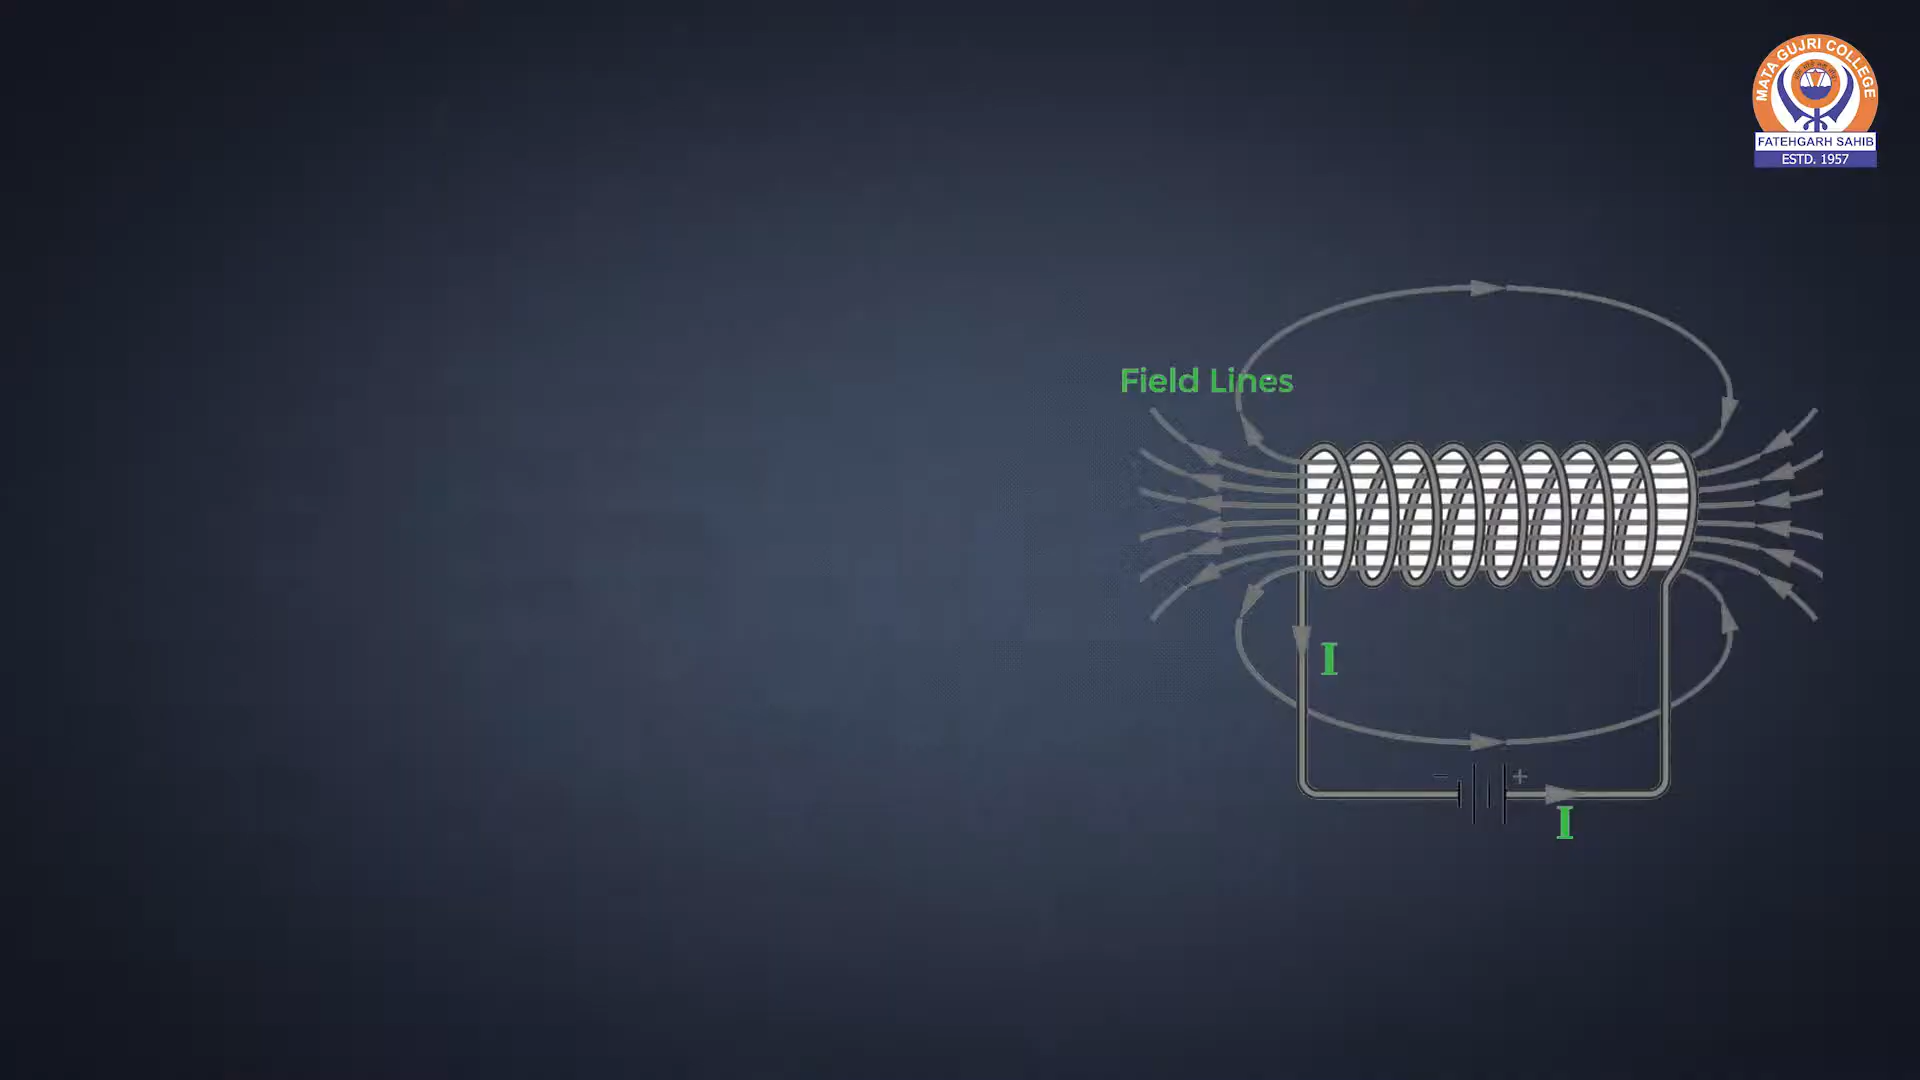 MATA GUJRI COLLEGE
FATEHGARH SAHIB
ESTD. 1957
Field Lines
I
− +
I